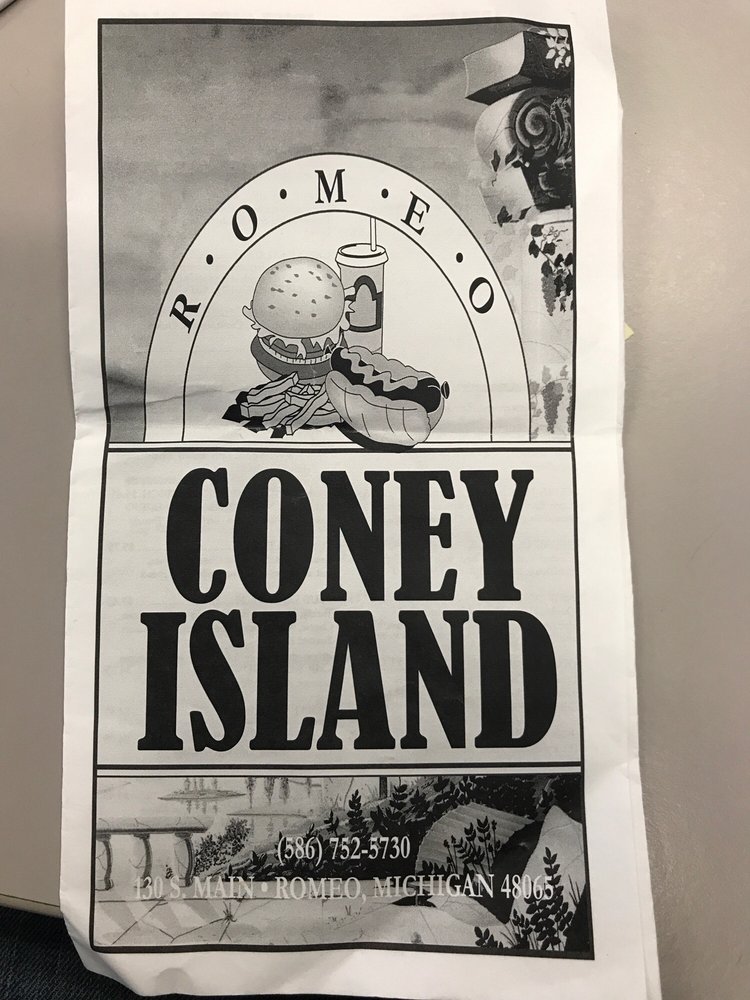 R • O • M • E • O
CONEY
ISLAND
(586) 752-5730
130 S. MAIN • ROMEO, MICHIGAN 48065